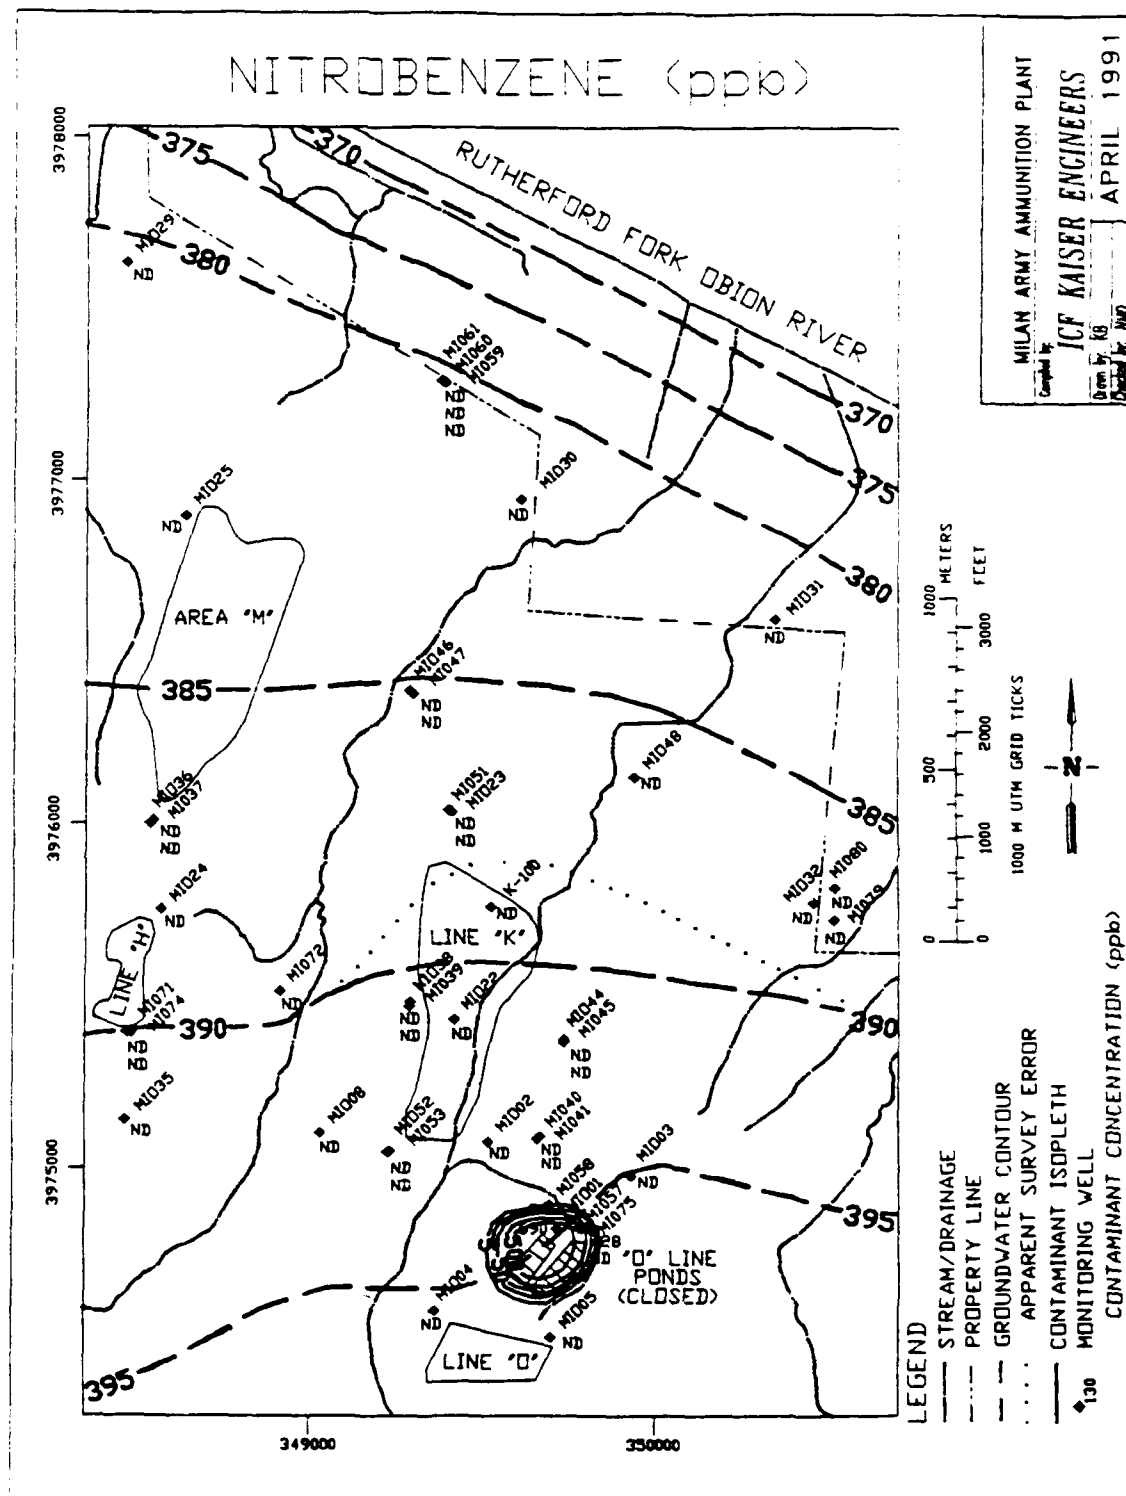 NITROBENZENE (ppb)
MILAN ARMY AMMUNITION PLANT
Compiled by:
ICF KAISER ENGINEERS
Drawn by: KB
Checked by:
APRIL 1991
3978000
3977000
3976000
3975000
349000
350000
RUTHERFORD FORK OBION RIVER
375
370
380
MI029
ND
MI061
MI060
MI059
ND
ND
ND
370
375
380
MI025
ND
MI030
ND
AREA "M"
MI031
ND
385
MI046
MI047
ND
ND
MI048
ND
385
MI036
MI037
ND
ND
MI051
MI023
ND
ND
MI024
ND
K-100
ND
LINE "K"
MI032
ND
MI080
MI079
ND
LINE "H"
MI071
MI074
ND
ND
MI072
ND
390
MI038
MI039
ND
ND
MI022
ND
MI044
MI045
ND
ND
390
MI035
ND
MI008
ND
MI052
MI053
ND
ND
MI002
ND
MI040
MI041
ND
ND
MI003
ND
395
MI058
MI001
MI057
MI075
"O" LINE
PONDS
(CLOSED)
MI004
ND
MI005
ND
LINE "O"
395
1000 METERS
500
0
3000 FEET
2000
1000
0
1000 M UTM GRID TICKS
N
LEGEND
STREAM/DRAINAGE
PROPERTY LINE
GROUNDWATER CONTOUR
APPARENT SURVEY ERROR
CONTAMINANT ISOPLETH
130 MONITORING WELL
CONTAMINANT CONCENTRATION (ppb)